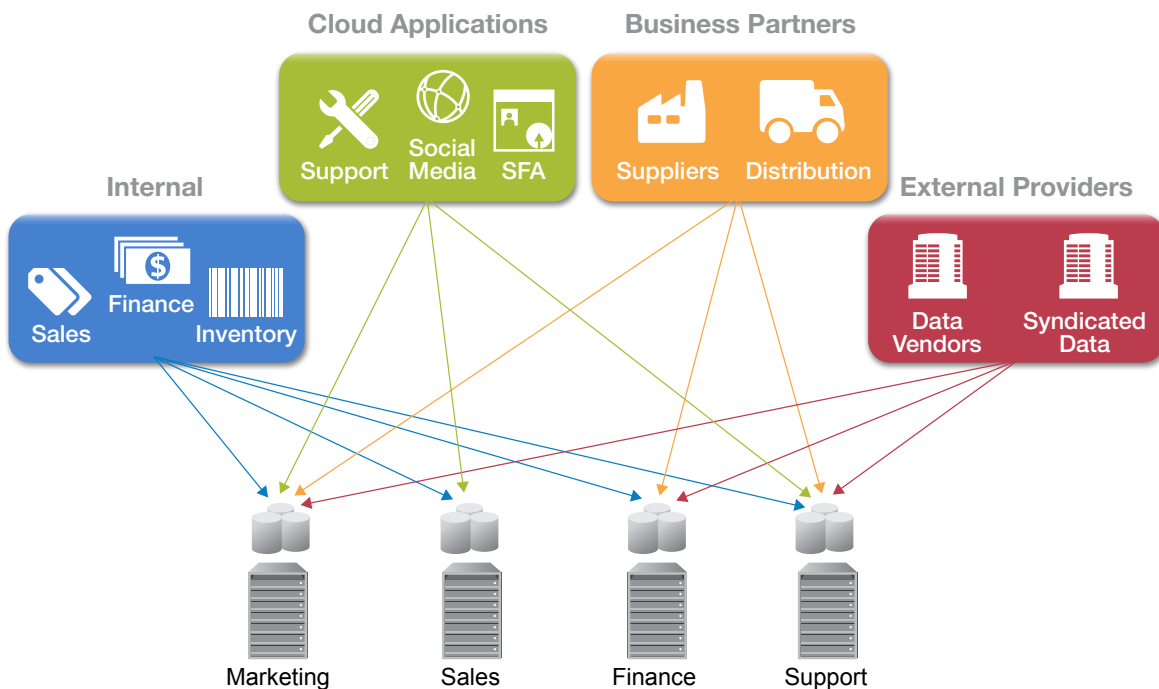 Cloud Applications
Business Partners
Support
Social
Media
SFA
Suppliers
Distribution
Internal
External Providers
Sales
Finance
$
Inventory
Data
Vendors
Syndicated
Data
Marketing
Sales
Finance
Support